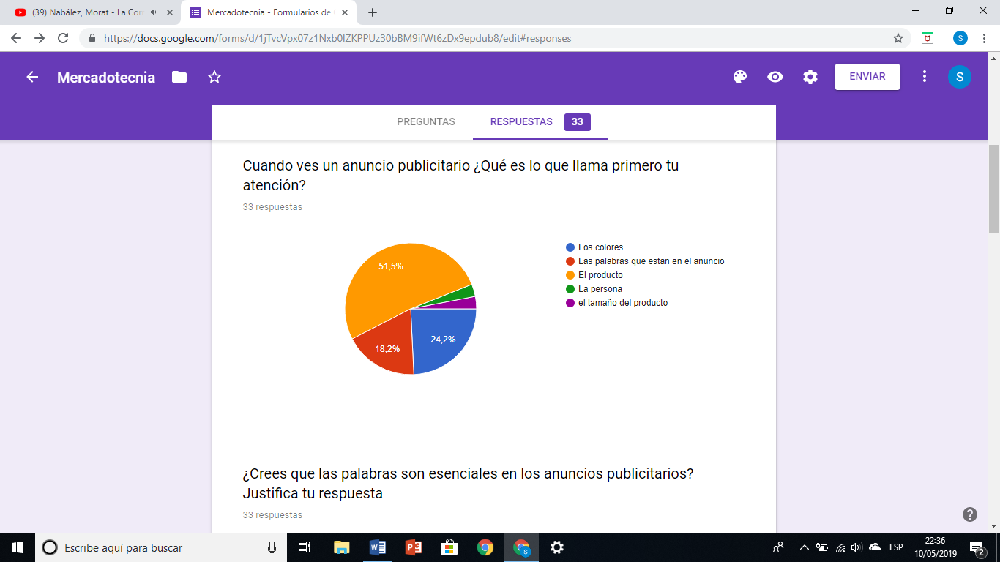 (39) Nabález, Morat - La Con
Mercadotecnia - Formularios de
https://docs.google.com/forms/d/1jTvcVpx07z1Nxb0lZKPPUz30bBM9ifWt6zDx9epdub8/edit#responses
S
Mercadotecnia
ENVIAR
S
PREGUNTAS
RESPUESTAS
33
Cuando ves un anuncio publicitario ¿Qué es lo que llama primero tu
atención?
33 respuestas
51,5%
18,2%
24,2%
Los colores
Las palabras que estan en el anuncio
El producto
La persona
el tamaño del producto
¿Crees que las palabras son esenciales en los anuncios publicitarios?
Justifica tu respuesta
33 respuestas
?
Escribe aquí para buscar
ESP
22:36
10/05/2019
2